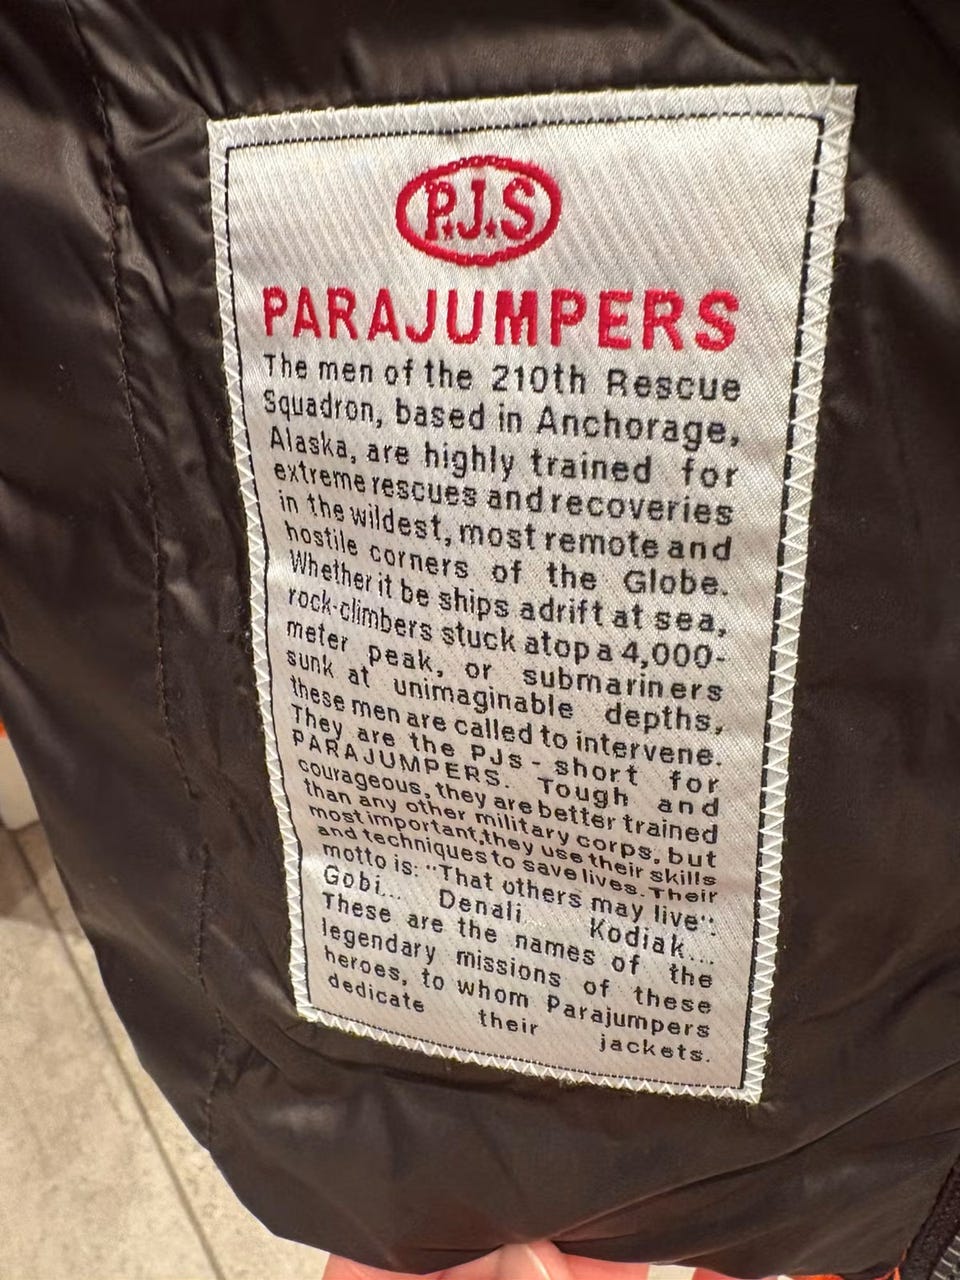 P.J.S
PARAJUMPERS
The men of the 210th Rescue
Squadron, based in Anchorage,
Alaska, are highly trained for
extreme rescues and recoveries
in the wildest, most remote and
hostile corners of the Globe.
Whether it be ships adrift at sea,
rock-climbers stuck atop a 4,000-
meter peak, or submariners
sunk at unimaginable depths,
these men are called to intervene.
They are the PJs - short for
PARAJUMPERS. Tough and
courageous, they are better trained
than any other military corps, but
most important, they use their skills
and techniques to save lives. Their
motto is: "That others may live":
Gobi... Denali... Kodiak...
These are the names of the
legendary missions of these
heroes, to whom Parajumpers
dedicate their jackets.